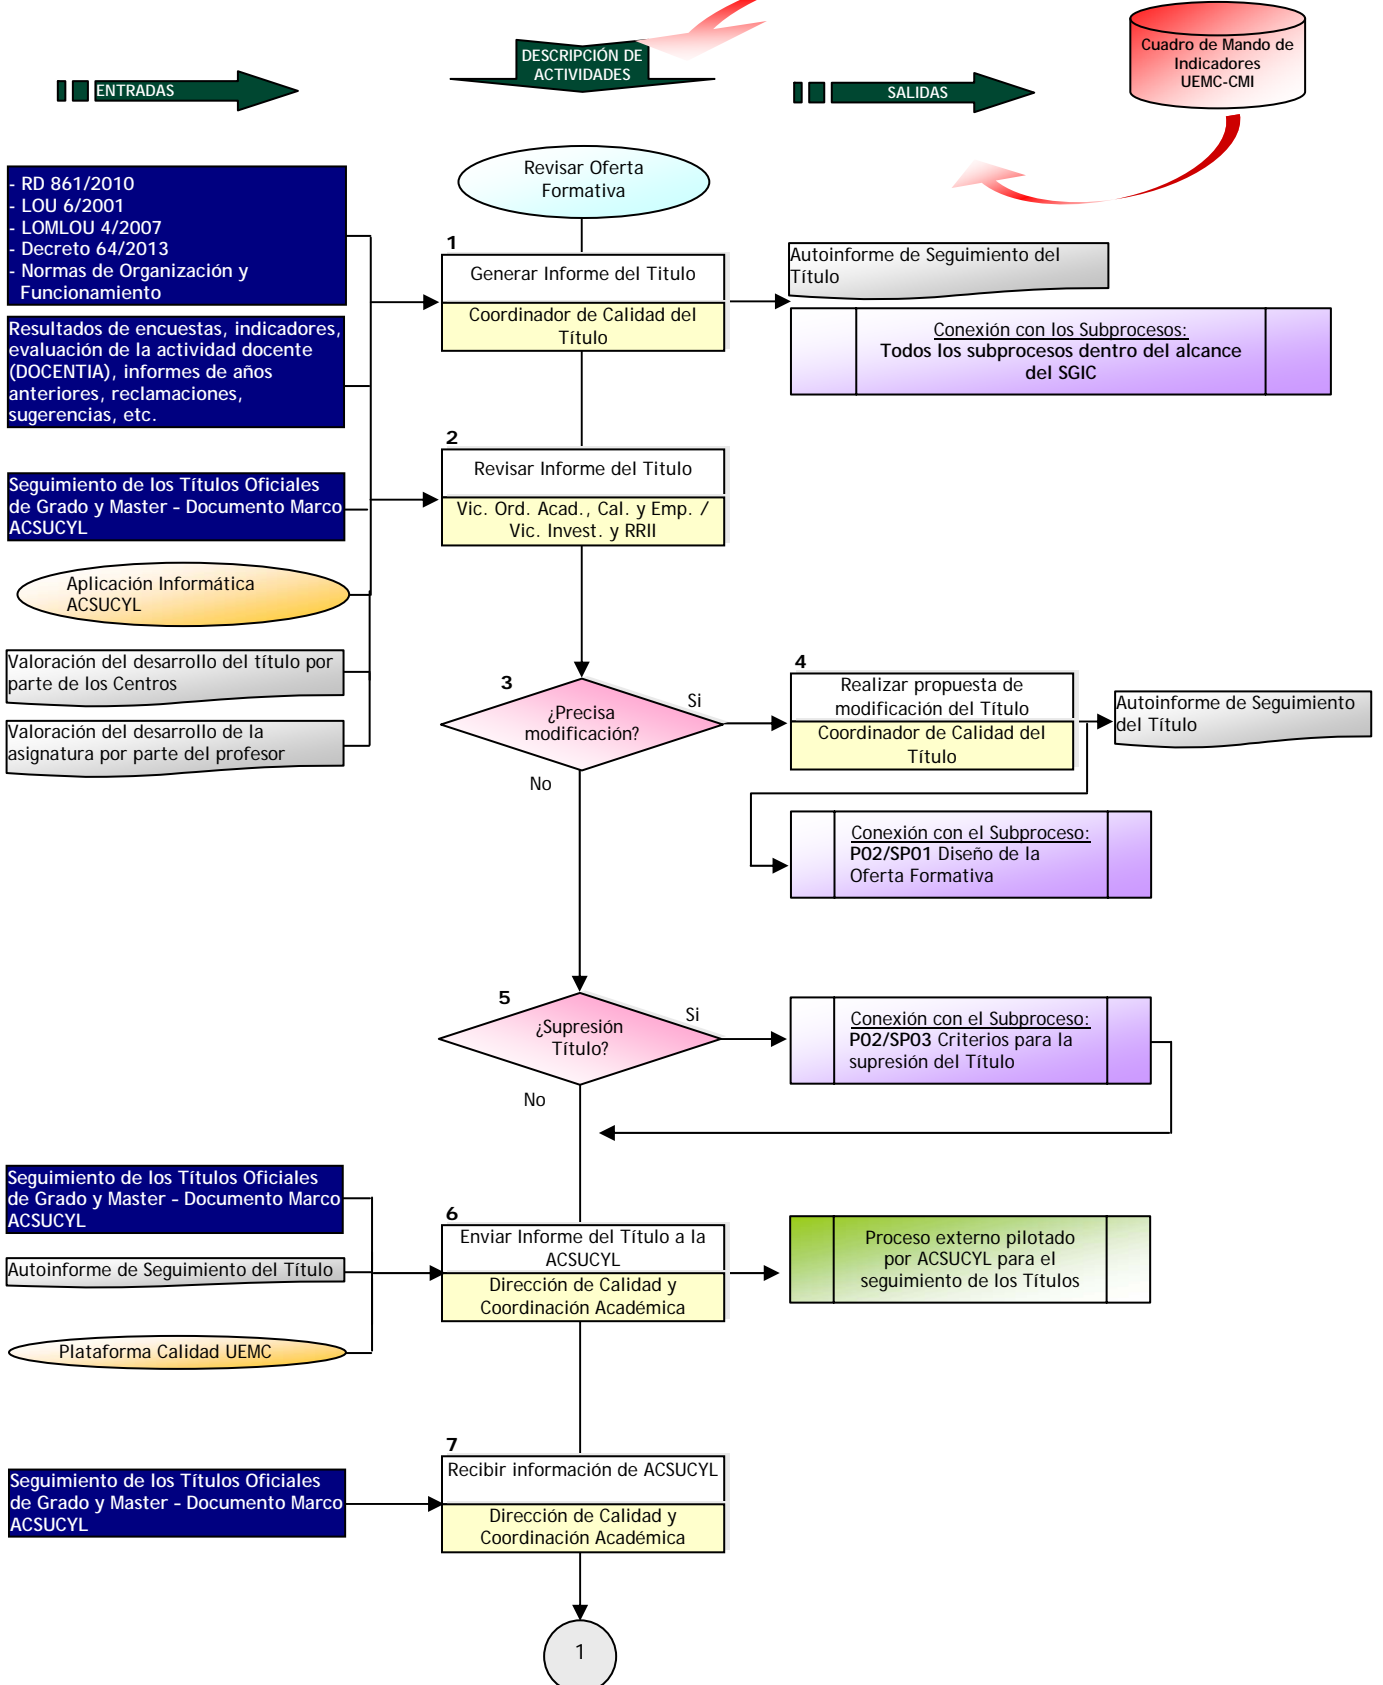 ENTRADAS
DESCRIPCIÓN DE
ACTIVIDADES
SALIDAS
Cuadro de Mando de
Indicadores
UEMC-CMI
Revisar Oferta
Formativa
- RD 861/2010
- LOU 6/2001
- LOMLOU 4/2007
- Decreto 64/2013
- Normas de Organización y
Funcionamiento
1
Generar Informe del Titulo
Coordinador de Calidad del
Título
Autoinforme de Seguimiento del
Título
Conexión con los Subprocesos:
Todos los subprocesos dentro del alcance
del SGIC
Resultados de encuestas, indicadores,
evaluación de la actividad docente
(DOCENTIA), informes de años
anteriores, reclamaciones,
sugerencias, etc.
2
Revisar Informe del Titulo
Vic. Ord. Acad., Cal. y Emp. /
Vic. Invest. y RRII
Seguimiento de los Títulos Oficiales
de Grado y Master – Documento Marco
ACSUCYL
Aplicación Informática
ACSUCYL
Valoración del desarrollo del título por
parte de los Centros
Valoración del desarrollo de la
asignatura por parte del profesor
3
¿Precisa
modificación?
Si
No
4
Realizar propuesta de
modificación del Título
Coordinador de Calidad del
Título
Autoinforme de Seguimiento
del Título
Conexión con el Subproceso:
P02/SP01 Diseño de la
Oferta Formativa
5
¿Supresión
Título?
Si
No
Conexión con el Subproceso:
P02/SP03 Criterios para la
supresión del Título
Seguimiento de los Títulos Oficiales
de Grado y Master – Documento Marco
ACSUCYL
Autoinforme de Seguimiento del Título
Plataforma Calidad UEMC
6
Enviar Informe del Título a la
ACSUCYL
Dirección de Calidad y
Coordinación Académica
Proceso externo pilotado
por ACSUCYL para el
seguimiento de los Títulos
7
Recibir información de ACSUCYL
Dirección de Calidad y
Coordinación Académica
Seguimiento de los Títulos Oficiales
de Grado y Master – Documento Marco
ACSUCYL
1